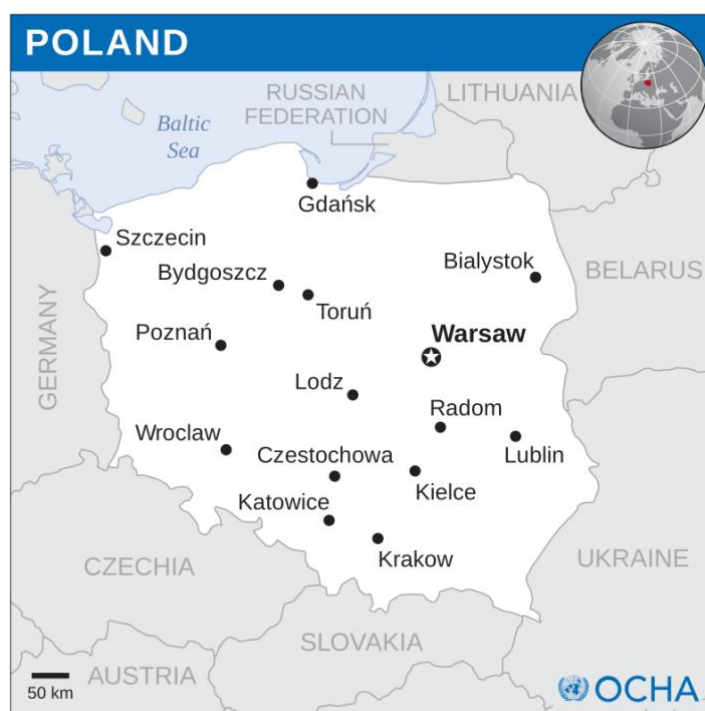 POLAND
RUSSIAN
FEDERATION
LITHUANIA
Baltic
Sea
Gdańsk
Szczecin
Bydgoszcz
Bialystok
BELARUS
Toruń
GERMANY
Poznań
Warsaw
Lodz
Radom
Wroclaw
Czestochowa
Lublin
Kielce
Katowice
Krakow
CZECHIA
UKRAINE
SLOVAKIA
AUSTRIA
50 km
OCHA